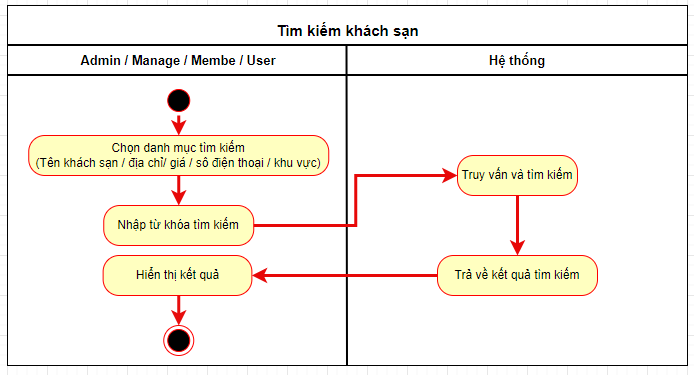 Tìm kiếm khách sạn
Admin / Manage / Membe / User
Hệ thống
Chọn danh mục tìm kiếm
(Tên khách sạn / địa chỉ/ giá / số điện thoại / khu vực)
Truy vấn và tìm kiếm
Nhập từ khóa tìm kiếm
Hiển thị kết quả
Trả về kết quả tìm kiếm